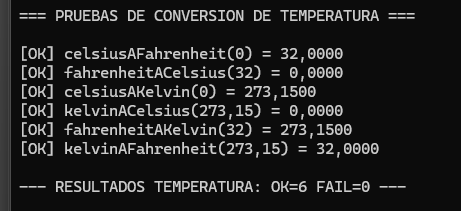 === PRUEBAS DE CONVERSION DE TEMPERATURA ===
[OK] celsiusAFahrenheit(0) = 32,0000
[OK] fahrenheitACelsius(32) = 0,0000
[OK] celsiusAKelvin(0) = 273,1500
[OK] kelvinACelsius(273,15) = 0,0000
[OK] fahrenheitAKelvin(32) = 273,1500
[OK] kelvinAFahrenheit(273,15) = 32,0000
--- RESULTADOS TEMPERATURA: OK=6 FAIL=0 ---